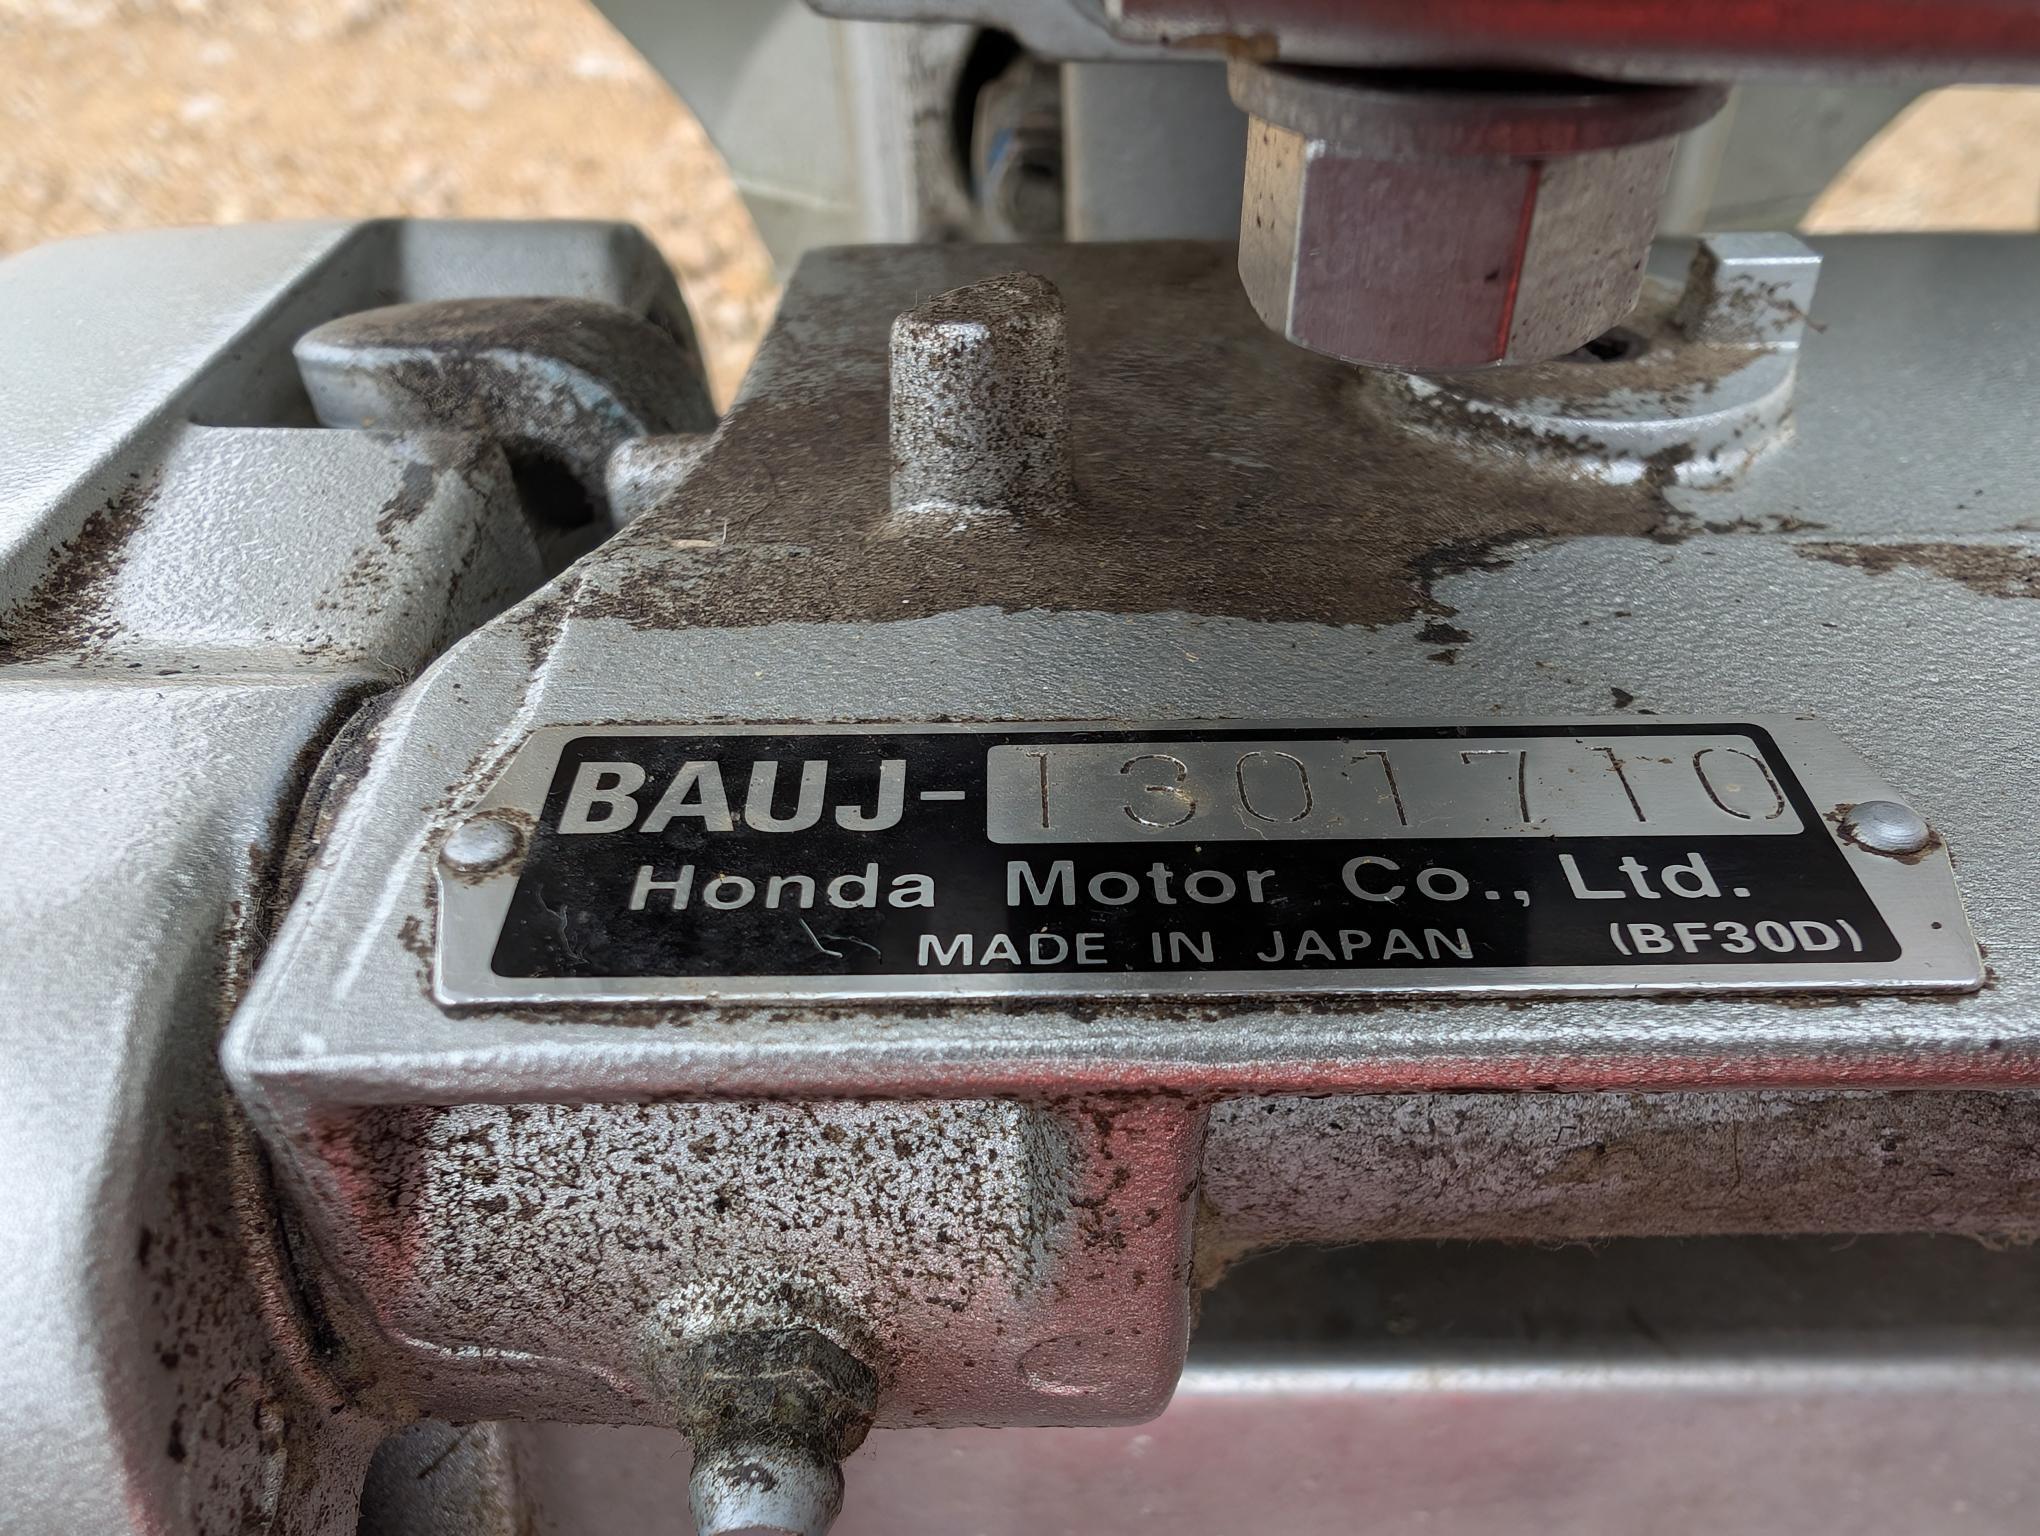 BAUJ-1301710
Honda Motor Co., Ltd.
MADE IN JAPAN (BF30D)